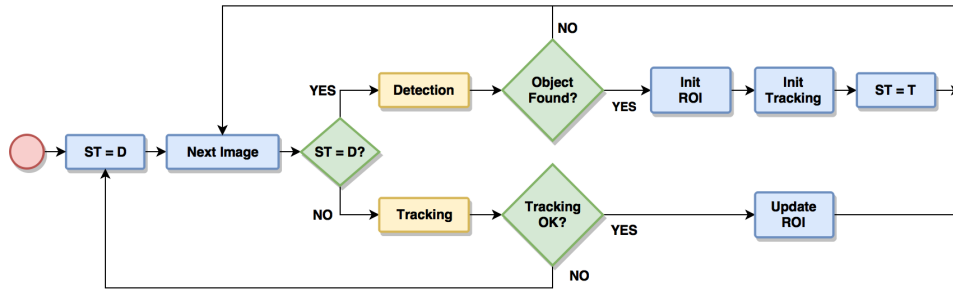 NO
YES
Detection
Object
Found?
YES
Init
ROI
Init
Tracking
ST = T
ST = D
Next Image
ST = D?
NO
Tracking
Tracking
OK?
YES
Update
ROI
NO